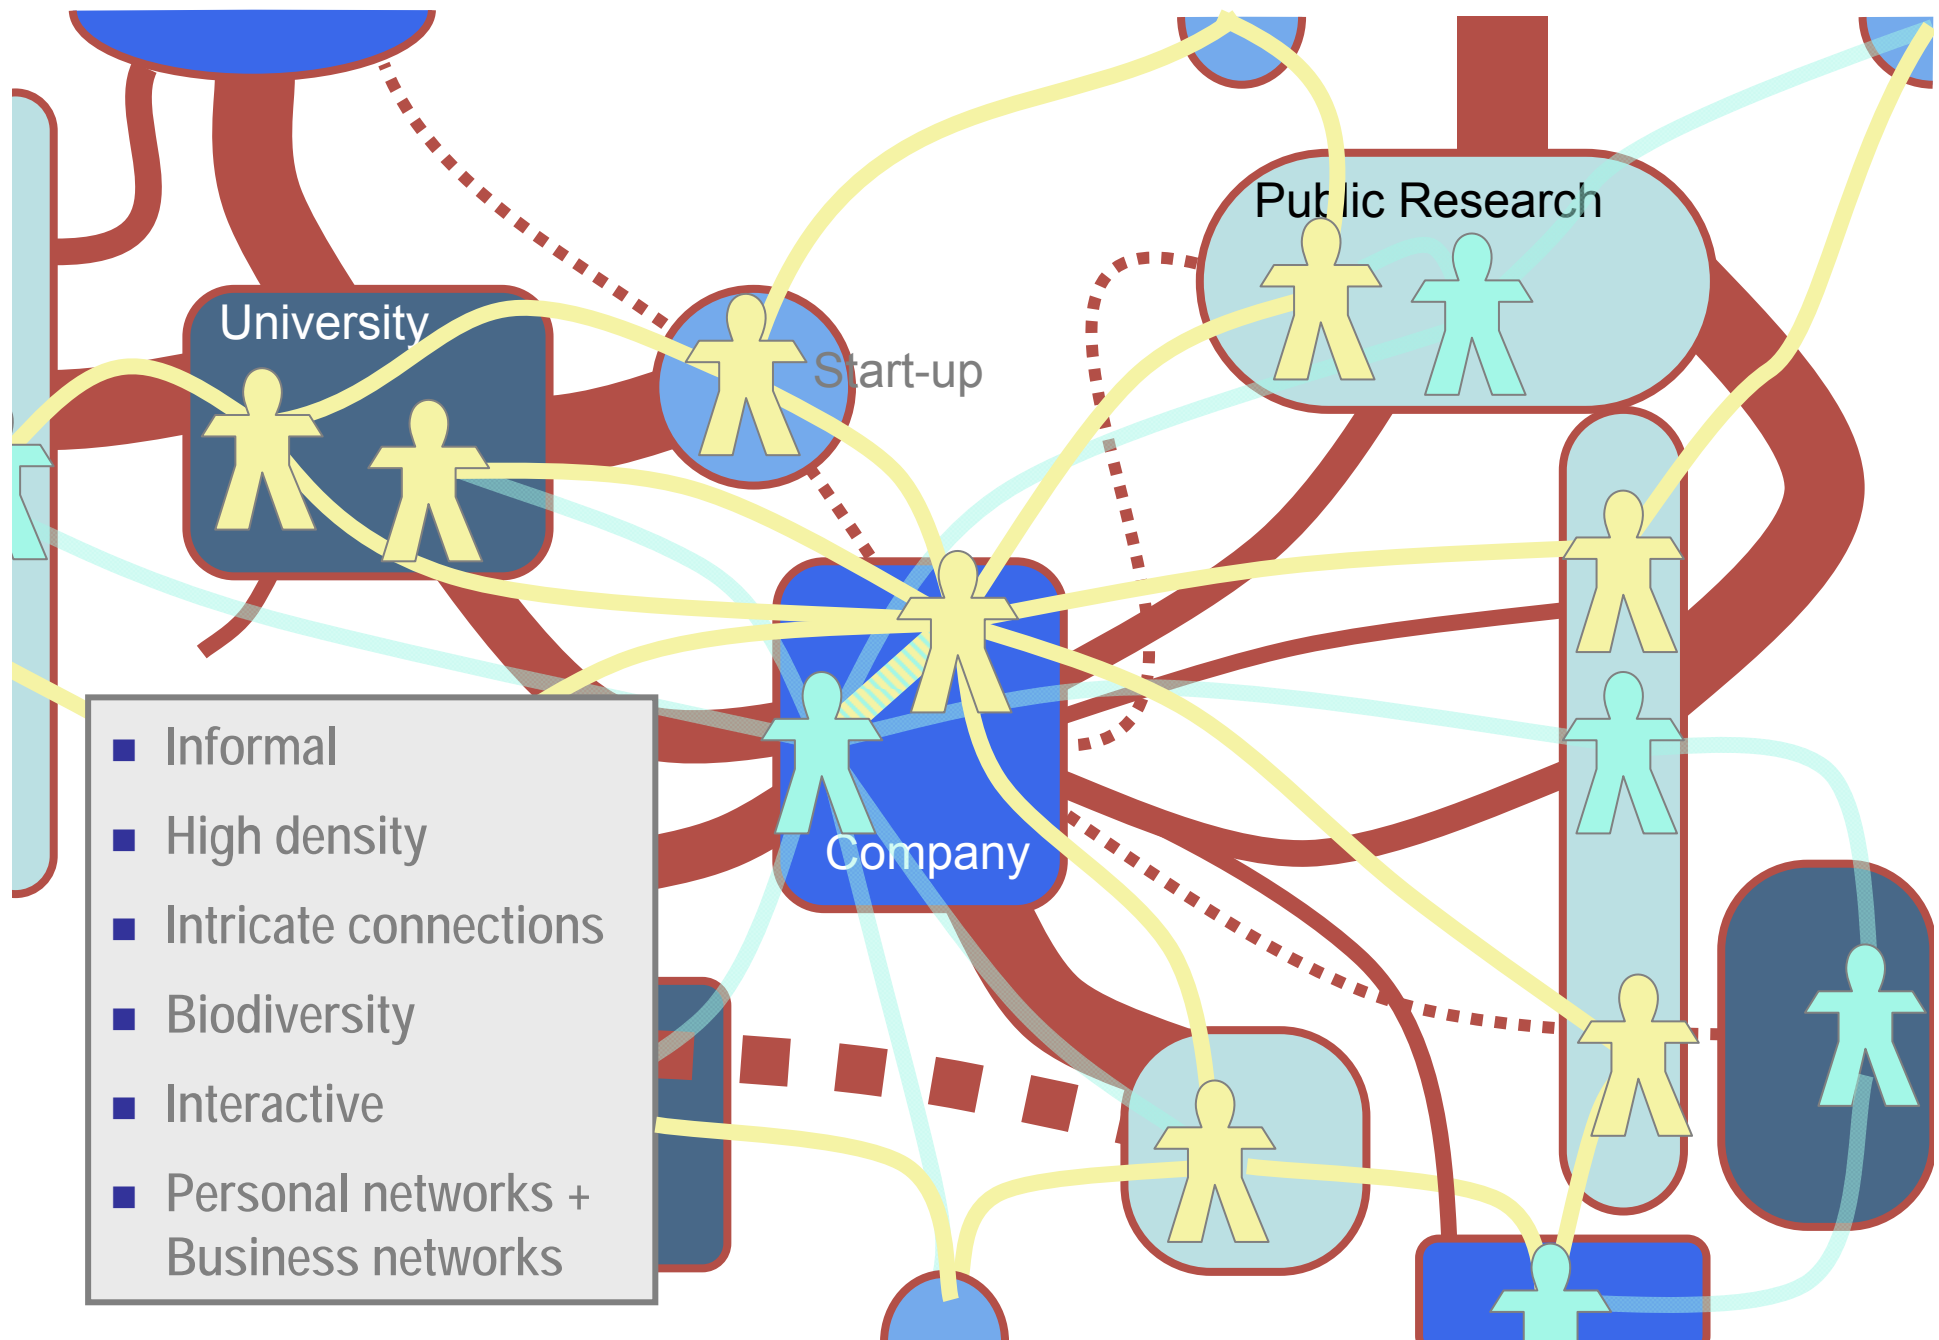 Public Research
University
Start-up
Company
Informal
High density
Intricate connections
Biodiversity
Interactive
Personal networks +
Business networks